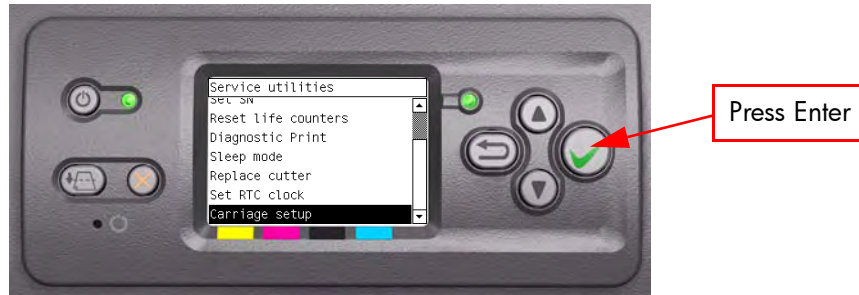 Service utilities
Set SN
Reset life counters
Diagnostic Print
Sleep mode
Replace cutter
Set RTC clock
Carriage setup
Press Enter